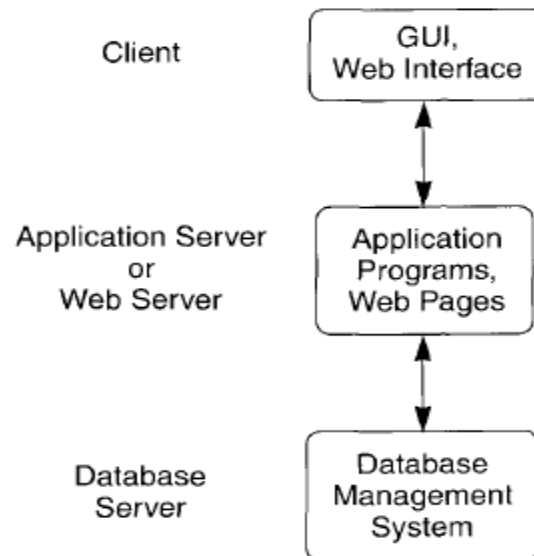 Client
GUI,
Web Interface
Application Server
or
Web Server
Application
Programs,
Web Pages
Database
Server
Database
Management
System